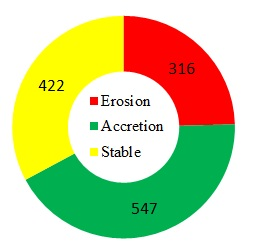 316
422
Erosion
Accretion
Stable
547